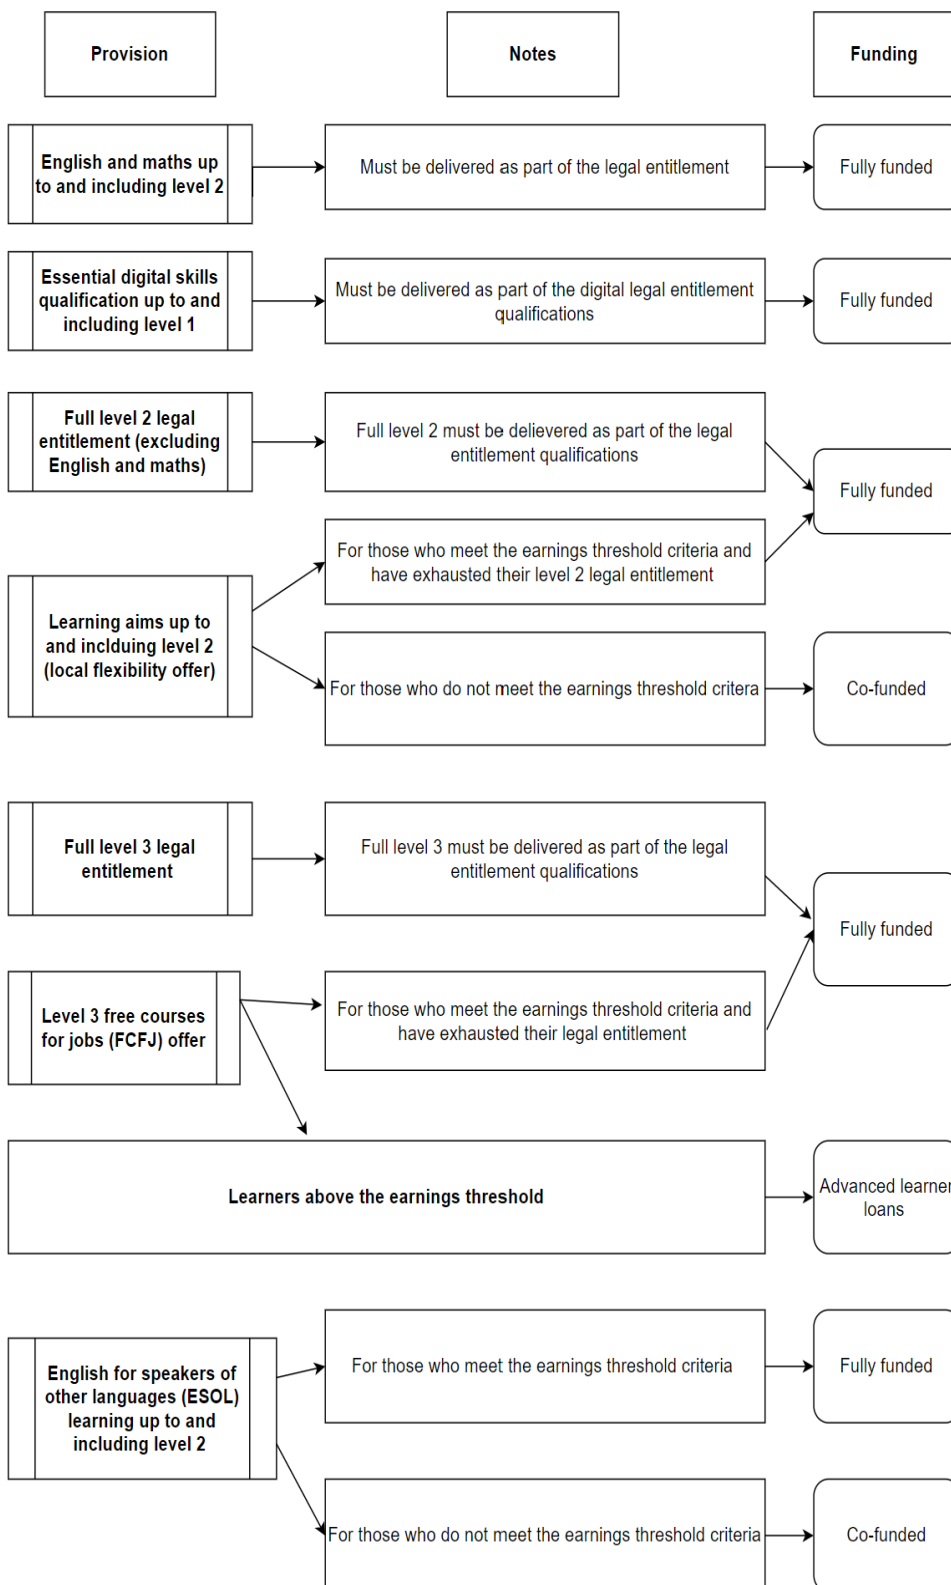 Provision
Notes
Funding
English and maths up
to and including level 2
Must be delivered as part of the legal entitlement
Fully funded
Essential digital skills
qualification up to and
including level 1
Must be delivered as part of the digital legal entitlement
qualifications
Fully funded
Full level 2 legal
entitlement (excluding
English and maths)
Full level 2 must be delievered as part of the legal
entitlement qualifications
Fully funded
Learning aims up to
and inclduing level 2
(local flexibility offer)
For those who meet the earnings threshold criteria and
have exhausted their level 2 legal entitlement
For those who do not meet the earnings threshold critera
Co-funded
Full level 3 legal
entitlement
Full level 3 must be delivered as part of the legal
entitlement qualifications
Fully funded
Level 3 free courses
for jobs (FCFJ) offer
For those who meet the earnings threshold criteria and
have exhausted their legal entitlement
Learners above the earnings threshold
Advanced learner
loans
English for speakers of
other languages (ESOL)
learning up to and
including level 2
For those who meet the earnings threshold criteria
Fully funded
For those who do not meet the earnings threshold criteria
Co-funded